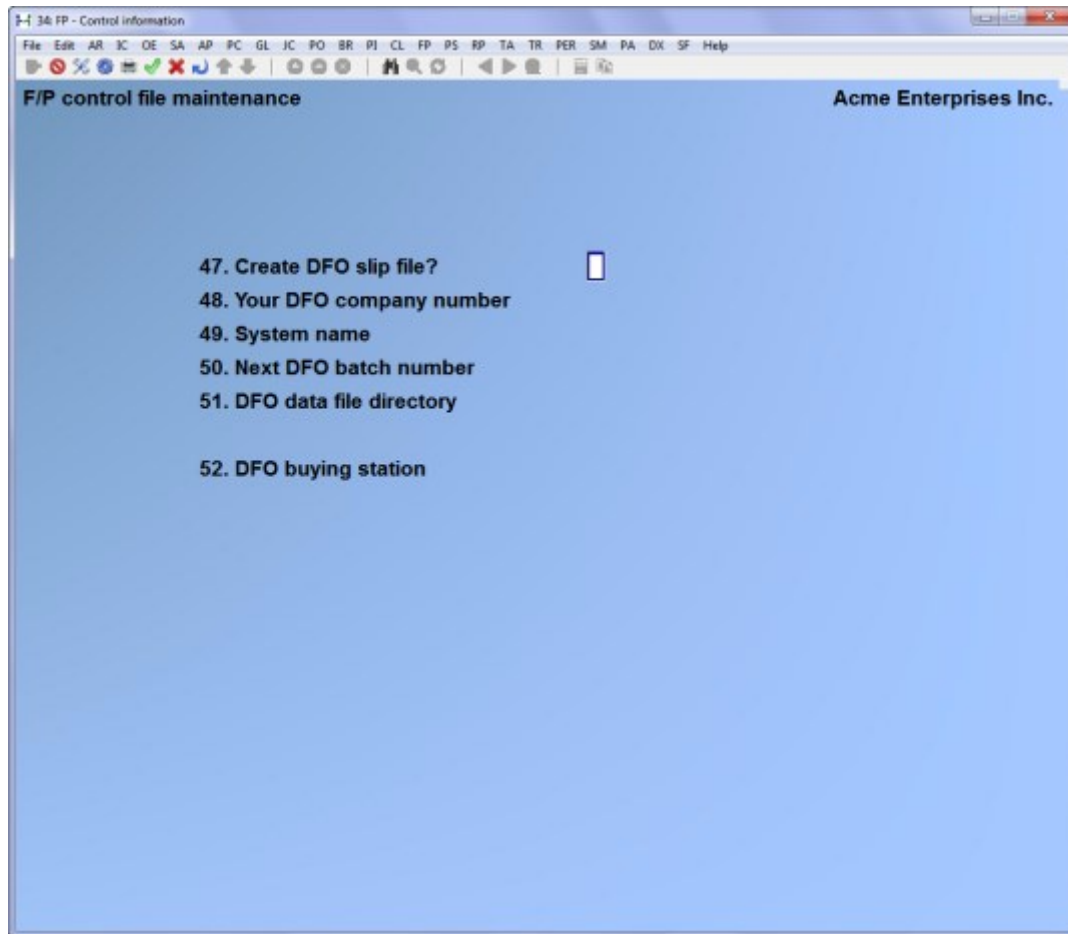 34: FP - Control information
File Edit AR IC OE SA AP PC GL JC PO BR PJ CL FP PS RP TA TR PER SM PA DX SF Help
F/P control file maintenance Acme Enterprises Inc.
47. Create DFO slip file?
48. Your DFO company number
49. System name
50. Next DFO batch number
51. DFO data file directory
52. DFO buying station